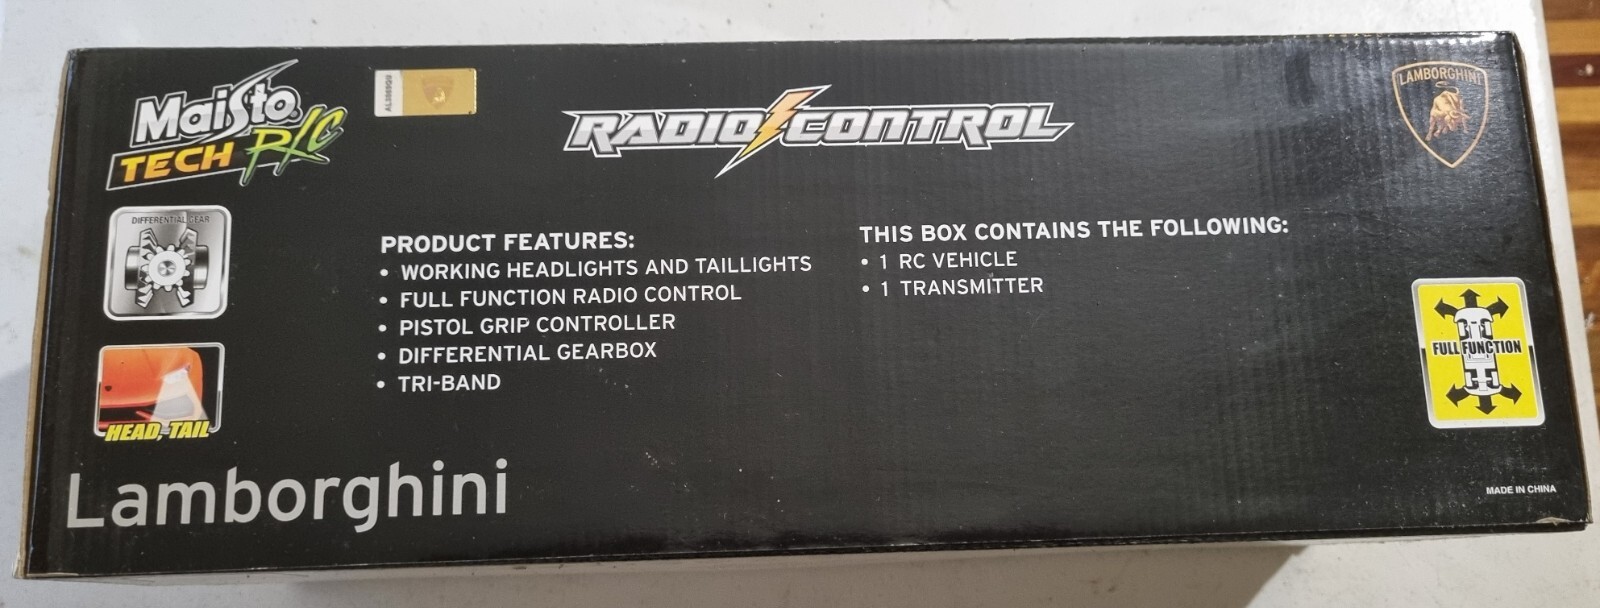 Maisto
TECH R/C
AL3869GU
RADIO CONTROL
LAMBORGHINI
DIFFERENTIAL GEAR
HEAD, TAIL
PRODUCT FEATURES:
• WORKING HEADLIGHTS AND TAILLIGHTS
• FULL FUNCTION RADIO CONTROL
• PISTOL GRIP CONTROLLER
• DIFFERENTIAL GEARBOX
• TRI-BAND
THIS BOX CONTAINS THE FOLLOWING:
• 1 RC VEHICLE
• 1 TRANSMITTER
FULL FUNCTION
Lamborghini
MADE IN CHINA